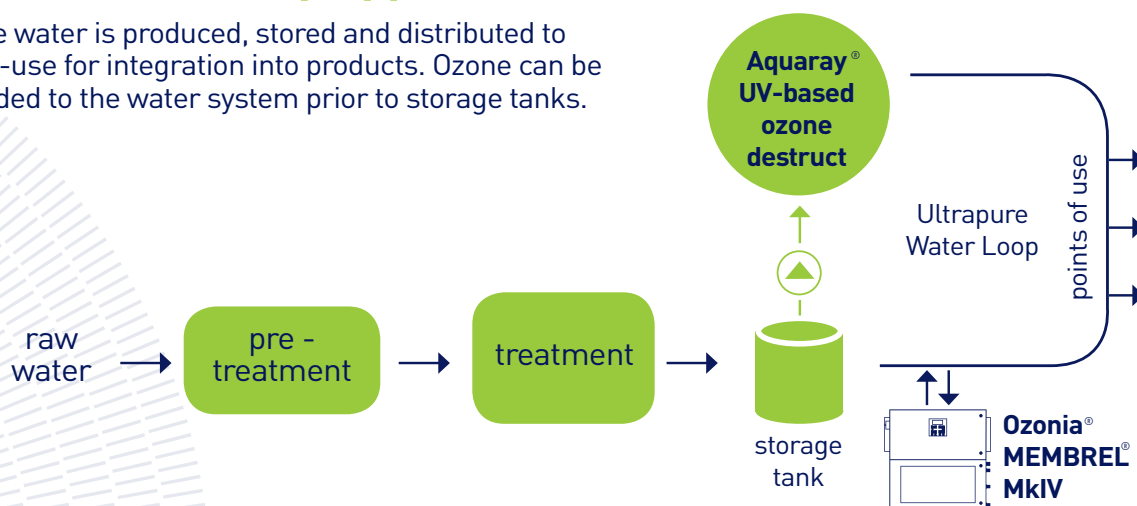 e water is produced, stored and distributed to
-use for integration into products. Ozone can be
ded to the water system prior to storage tanks.
Aquaray®
UV-based
ozone
destruct
Ultrapure
Water Loop
points of use
raw
water
pre -
treatment
treatment
storage
tank
Ozonia®
MEMBREL®
MkIV